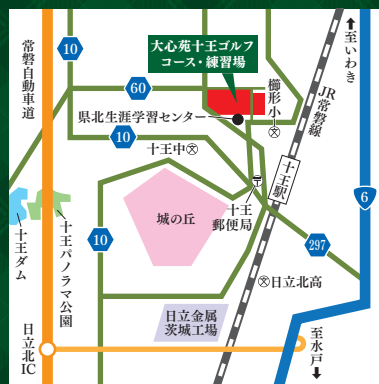 大心苑十王ゴルフ
コース・練習場
↑至いわき
常磐自動車道
10
60
櫛形小
JR常磐線
県北生涯学習センター
10
十王中
十王駅
6
城の丘
十王
郵便局
十王ダム
十王パノラマ公園
10
297
日立北高
日立金属
茨城工場
日立北IC
至水戸↓